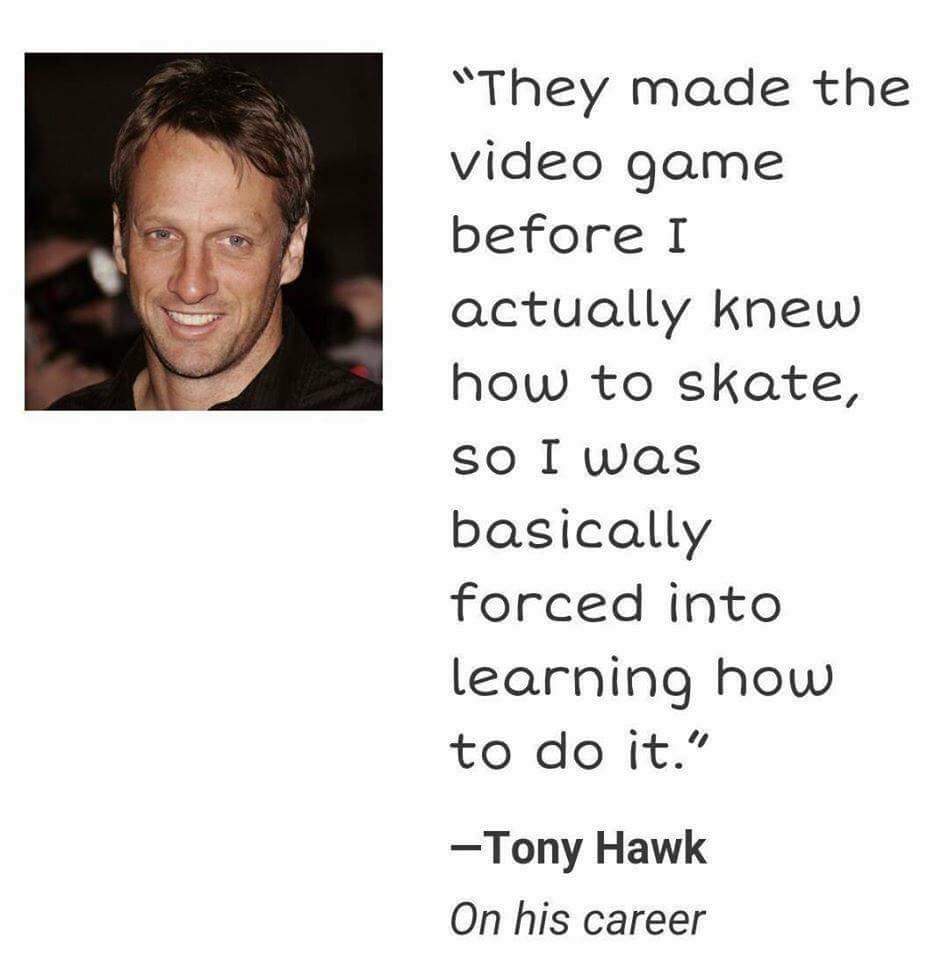 “They made the
video game
before I
actually knew
how to skate,
so I was
basically
forced into
learning how
to do it.”
—Tony Hawk
On his career